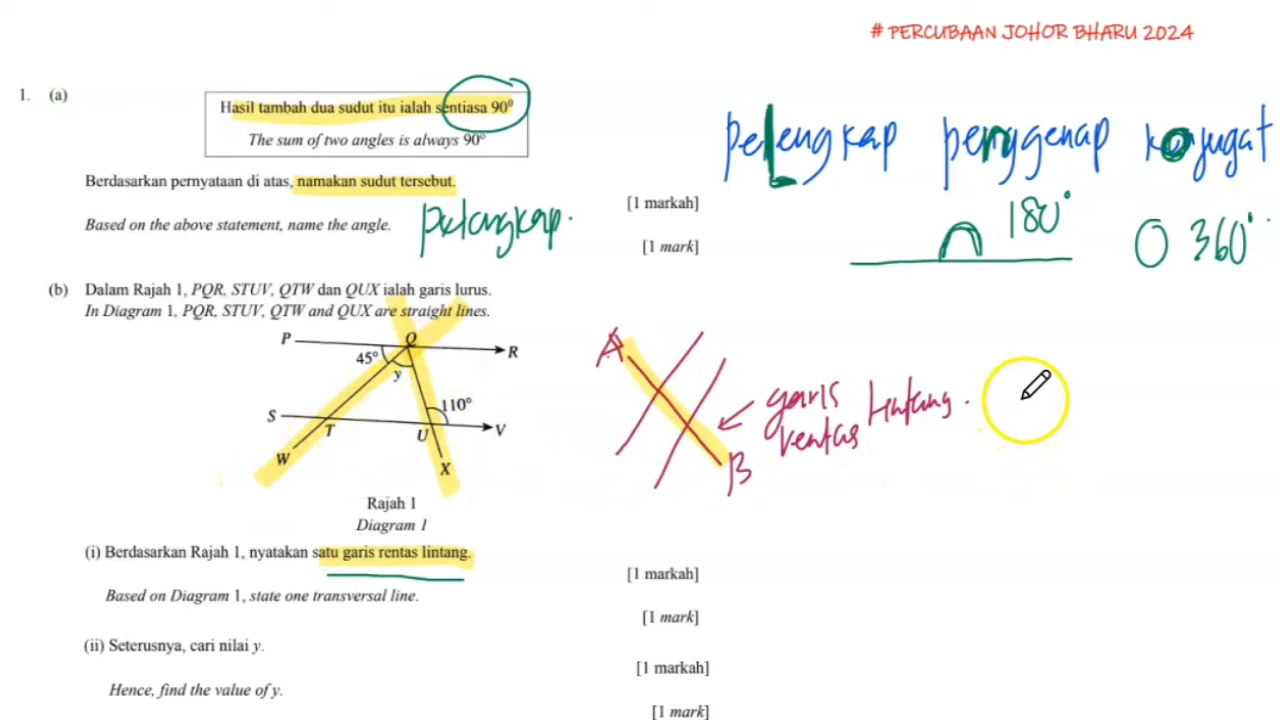 # PERCUBAAN JOHOR BHARU 2024
1. (a)
Hasil tambah dua sudut itu ialah sentiasa 90⁰
The sum of two angles is always 90⁰
pelengkap penggenap konjugat
Berdasarkan pernyataan di atas, namakan sudut tersebut.
[1 markah]
Based on the above statement, name the angle.
pelengkap.
[1 mark]
180°
360°
(b) Dalam Rajah 1, PQR, STUV, QTW dan QUX ialah garis lurus.
In Diagram 1, PQR, STUV, QTW and QUX are straight lines.
P Q R
45°
y
110°
S T U V
W X
A
B
garis rentas lintang.
Rajah 1
Diagram 1
(i) Berdasarkan Rajah 1, nyatakan satu garis rentas lintang.
[1 markah]
Based on Diagram 1, state one transversal line.
[1 mark]
(ii) Seterusnya, cari nilai y.
[1 markah]
Hence, find the value of y.
[1 mark]